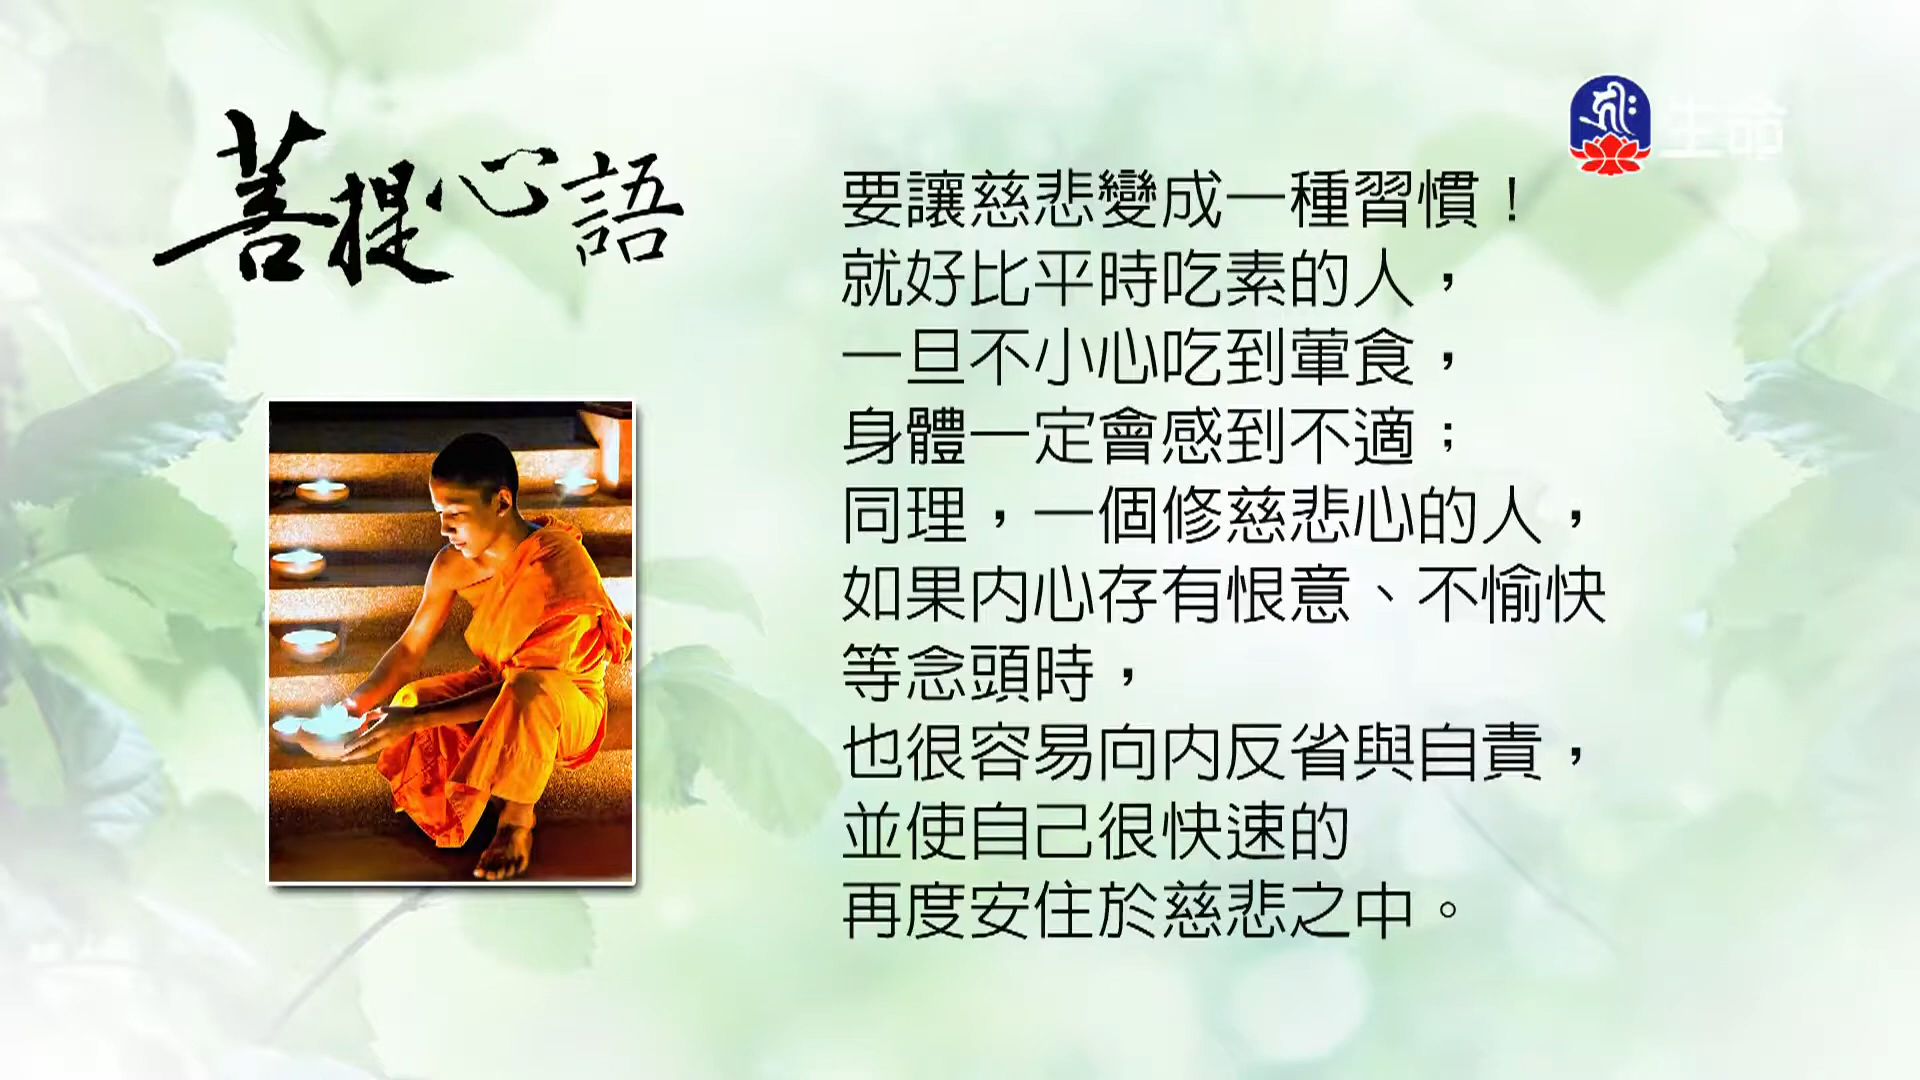 菩提心語
生命
要讓慈悲變成一種習慣！
就好比平時吃素的人，
一旦不小心吃到葷食，
身體一定會感到不適；
同理，一個修慈悲心的人，
如果內心存有恨意、不愉快
等念頭時，
也很容易向內反省與自責，
並使自己很快速的
再度安住於慈悲之中。